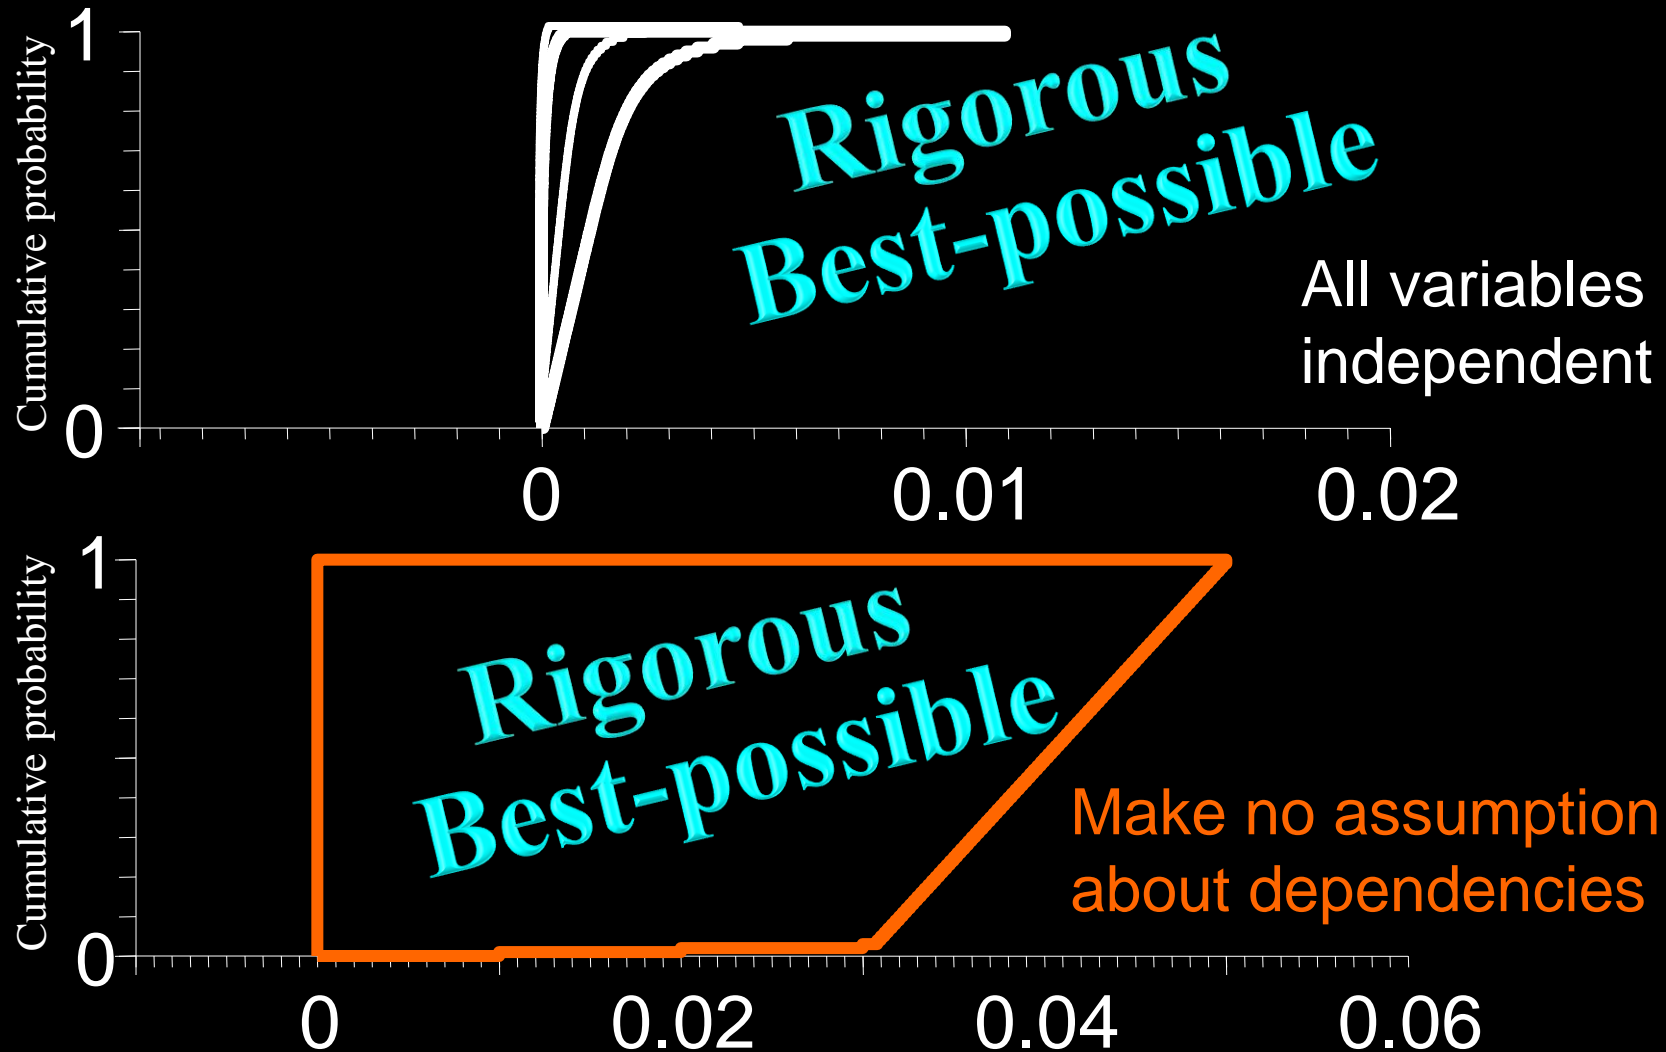 Cumulative probability
1
0
Rigorous
Best-possible
All variables
independent
0 0.01 0.02
Cumulative probability
1
0
Rigorous
Best-possible
Make no assumption
about dependencies
0 0.02 0.04 0.06